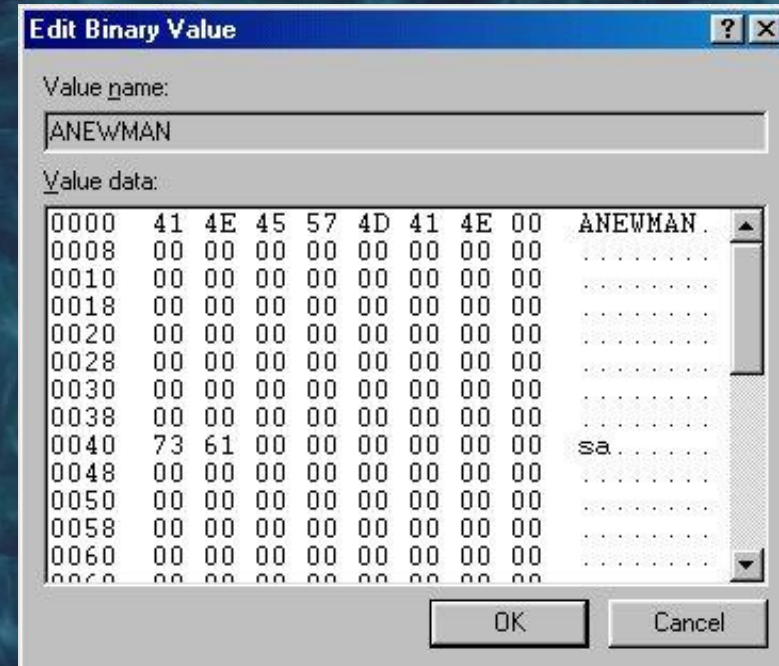 Edit Binary Value
Value name:
ANEWMAN
Value data:
0000 41 4E 45 57 4D 41 4E 00 ANEWMAN.
0008 00 00 00 00 00 00 00 00 ........
0010 00 00 00 00 00 00 00 00 ........
0018 00 00 00 00 00 00 00 00 ........
0020 00 00 00 00 00 00 00 00 ........
0028 00 00 00 00 00 00 00 00 ........
0030 00 00 00 00 00 00 00 00 ........
0038 00 00 00 00 00 00 00 00 ........
0040 73 61 00 00 00 00 00 00 sa......
0048 00 00 00 00 00 00 00 00 ........
0050 00 00 00 00 00 00 00 00 ........
0058 00 00 00 00 00 00 00 00 ........
0060 00 00 00 00 00 00 00 00 ........
OK Cancel